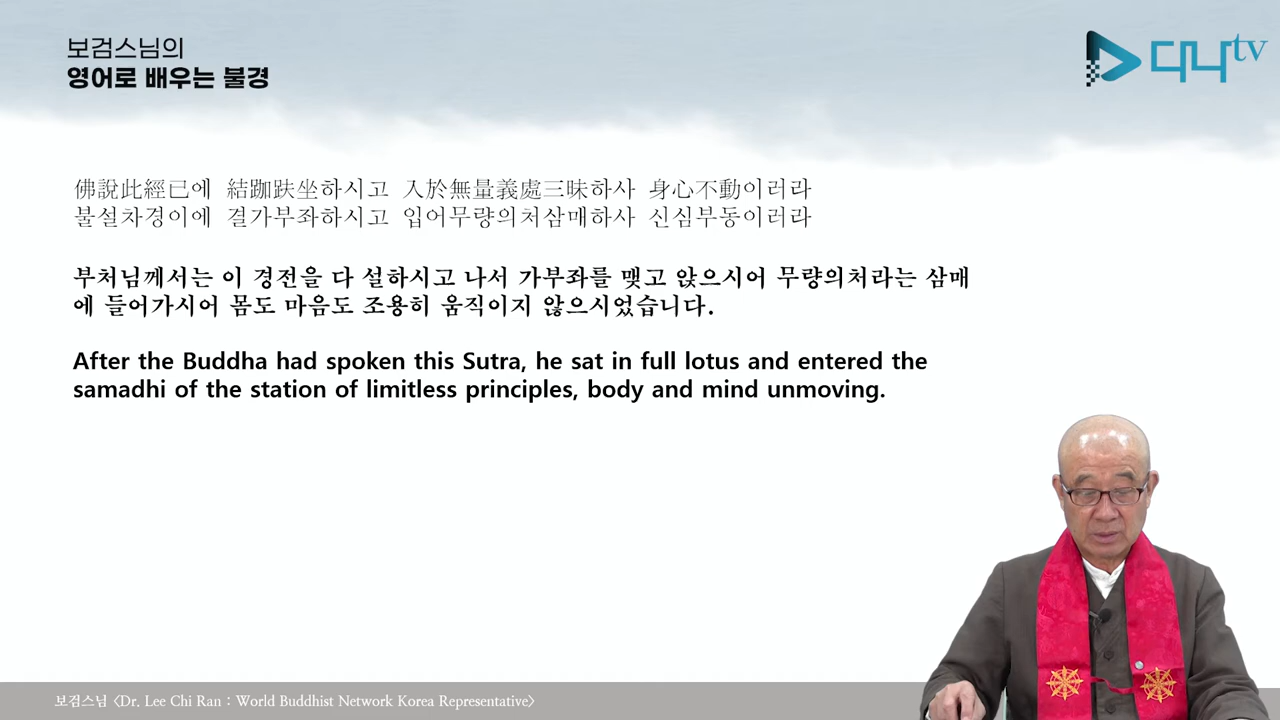 보검스님의
영어로 배우는 불경
다나tv
佛說此經已에 結跏趺坐하시고 入於無量義處三昧하사 身心不動이러라
불설차경이에 결가부좌하시고 입어무량의처삼매하사 신심부동이러라
부처님께서는 이 경전을 다 설하시고 나서 가부좌를 맺고 앉으시어 무량의처라는 삼매
에 들어가시어 몸도 마음도 조용히 움직이지 않으시었습니다.
After the Buddha had spoken this Sutra, he sat in full lotus and entered the
samadhi of the station of limitless principles, body and mind unmoving.
보검스님 <Dr. Lee Chi Ran : World Buddhist Network Korea Representative>